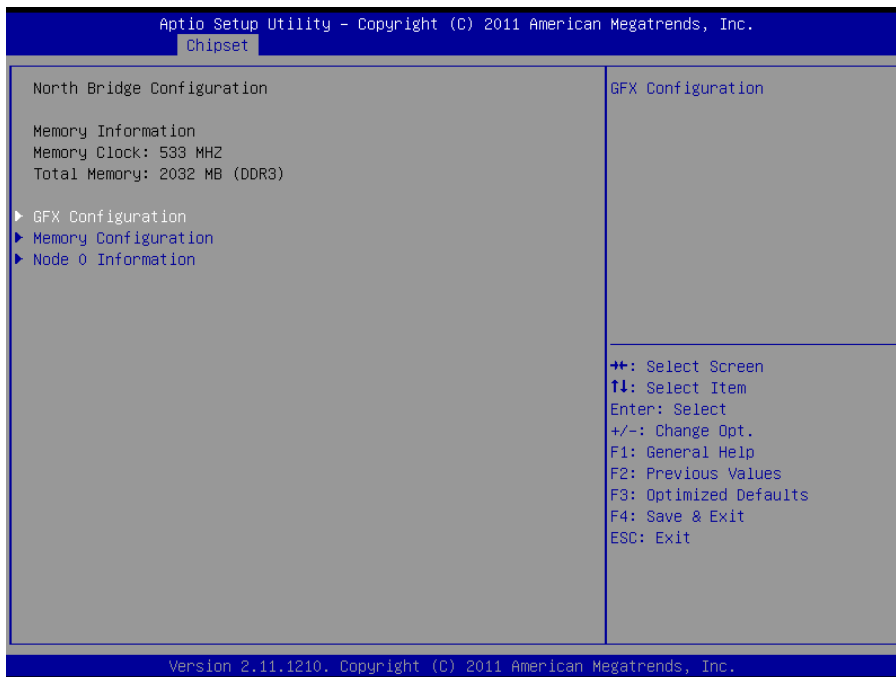 Aptio Setup Utility – Copyright (C) 2011 American Megatrends, Inc.
Chipset
North Bridge Configuration
Memory Information
Memory Clock: 533 MHZ
Total Memory: 2032 MB (DDR3)
GFX Configuration
Memory Configuration
Node 0 Information
GFX Configuration
→←: Select Screen
↑↓: Select Item
Enter: Select
+/-: Change Opt.
F1: General Help
F2: Previous Values
F3: Optimized Defaults
F4: Save & Exit
ESC: Exit
Version 2.11.1210. Copyright (C) 2011 American Megatrends, Inc.